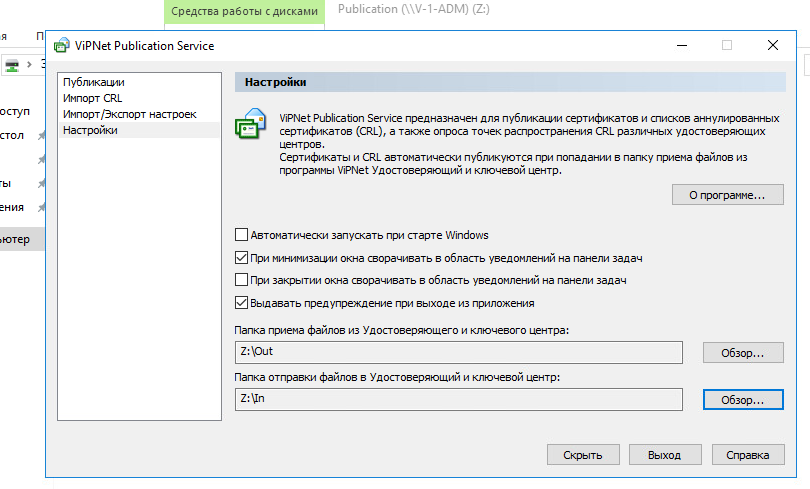 Средства работы с дисками
Publication (\\V-1-ADM) (Z:)
ViPNet Publication Service
Публикации
Импорт CRL
Импорт/Экспорт настроек
Настройки
Настройки
ViPNet Publication Service предназначен для публикации сертификатов и списков аннулированных
сертификатов (CRL), а также опроса точек распространения CRL различных удостоверяющих
центров.
Сертификаты и CRL автоматически публикуются при попадании в папку приема файлов из
программы ViPNet Удостоверяющий и ключевой центр.
О программе...
Автоматически запускать при старте Windows
При минимизации окна сворачивать в область уведомлений на панели задач
При закрытии окна сворачивать в область уведомлений на панели задач
Выдавать предупреждение при выходе из приложения
Папка приема файлов из Удостоверяющего и ключевого центра:
Z:\Out
Обзор...
Папка отправки файлов в Удостоверяющий и ключевой центр:
Z:\In
Обзор...
Скрыть
Выход
Справка
оступ
стол
ты
ения
ьютер